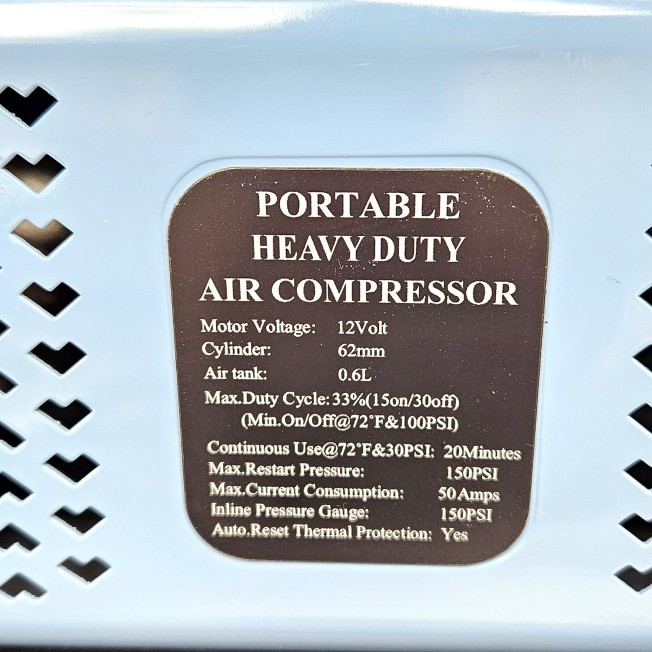 PORTABLE
HEAVY DUTY
AIR COMPRESSOR
Motor Voltage: 12Volt
Cylinder: 62mm
Air tank: 0.6L
Max.Duty Cycle:33%(15on/30off)
(Min.On/Off@72°F&100PSI)
Continuous Use@72°F&30PSI: 20Minutes
Max.Restart Pressure: 150PSI
Max.Current Consumption: 50Amps
Inline Pressure Gauge: 150PSI
Auto.Reset Thermal Protection: Yes